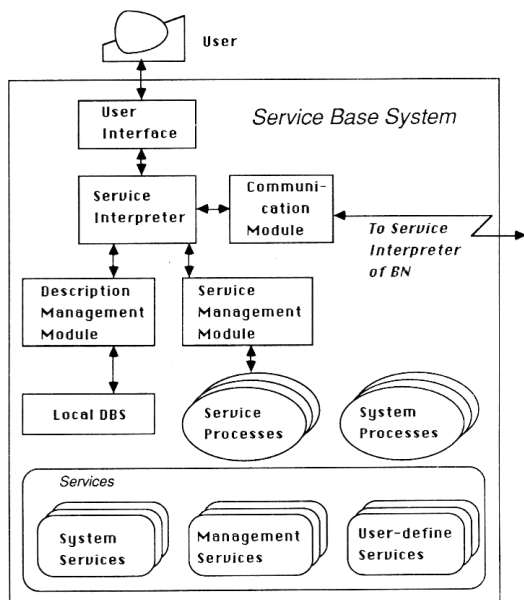 User
Service Base System
User
Interface
Service
Interpreter
Communi-
cation
Module
To Service
Interpreter
of BN
Description
Management
Module
Service
Management
Module
Local DBS
Service
Processes
System
Processes
Services
System
Services
Management
Services
User-define
Services